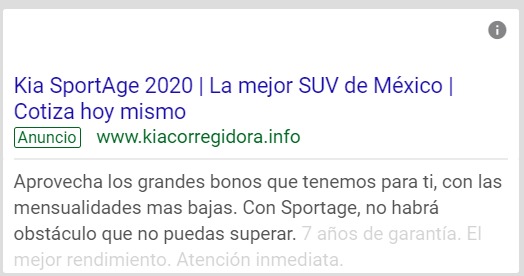 Kia SportAge 2020 | La mejor SUV de México |
Cotiza hoy mismo
Anuncio www.kiacorregidora.info
Aprovecha los grandes bonos que tenemos para ti, con las
mensualidades mas bajas. Con Sportage, no habrá
obstáculo que no puedas superar. 7 años de garantía. El
mejor rendimiento. Atención inmediata.